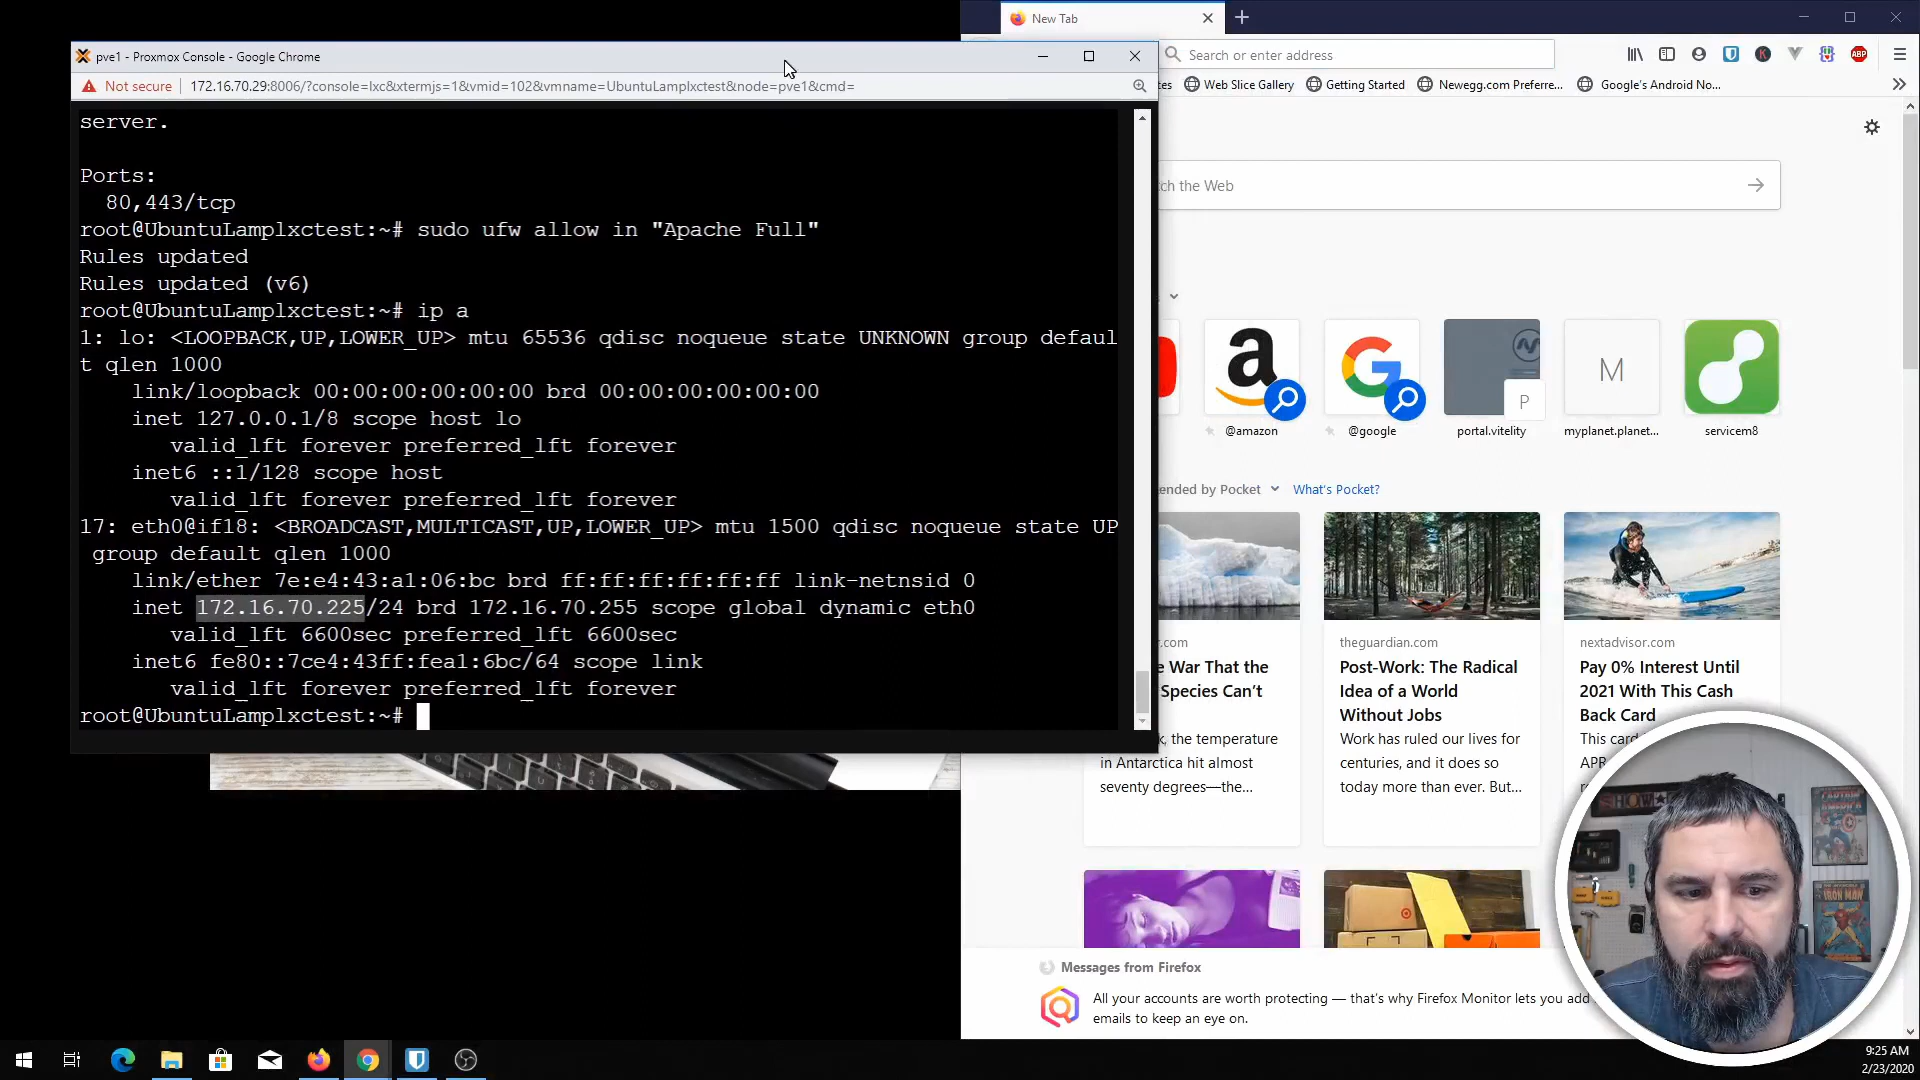 New Tab
pve1 - Proxmox Console - Google Chrome
Search or enter address
ABP
Not secure
172.16.70.29:8006/?console=lxc&xtermjs=1&vmid=102&vmname=UbuntuLamplxctest&node=pve1&cmd=
Web Slice Gallery
Getting Started
Newegg.com Preferre...
Google's Android No...
server.
Ports:
80,443/tcp
root@UbuntuLamplxctest:~# sudo ufw allow in "Apache Full"
Rules updated
Rules updated (v6)
root@UbuntuLamplxctest:~# ip a
1: lo: <LOOPBACK,UP,LOWER_UP> mtu 65536 qdisc noqueue state UNKNOWN group defaul
t qlen 1000
link/loopback 00:00:00:00:00:00 brd 00:00:00:00:00:00
inet 127.0.0.1/8 scope host lo
valid_lft forever preferred_lft forever
inet6 ::1/128 scope host
valid_lft forever preferred_lft forever
17: eth0@if18: <BROADCAST,MULTICAST,UP,LOWER_UP> mtu 1500 qdisc noqueue state UP
group default qlen 1000
link/ether 7e:e4:43:a1:06:bc brd ff:ff:ff:ff:ff:ff link-netnsid 0
inet 172.16.70.225/24 brd 172.16.70.255 scope global dynamic eth0
valid_lft 6600sec preferred_lft 6600sec
inet6 fe80::7ce4:43ff:fea1:6bc/64 scope link
valid_lft forever preferred_lft forever
root@UbuntuLamplxctest:~#
the Web
@amazon
@google
P
portal.vitelity
M
myplanet.planet...
servicem8
by Pocket
What's Pocket?
.com
War That the
Species Can't
the temperature
in Antarctica hit almost
seventy degrees—the...
theguardian.com
Post-Work: The Radical
Idea of a World
Without Jobs
Work has ruled our lives for
centuries, and it does so
today more than ever. But...
nextadvisor.com
Pay 0% Interest Until
2021 With This Cash
Back Card
This card
APR
Messages from Firefox
All your accounts are worth protecting — that's why Firefox Monitor lets you add
emails to keep an eye on.
SHOW
CAPTAIN
AMERICA
IRON MAN
9:25 AM
2/23/2020